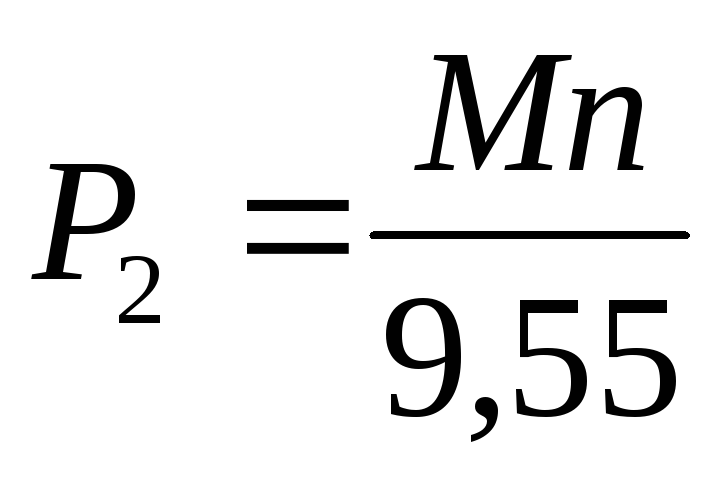 P₂ = Mn / 9,55